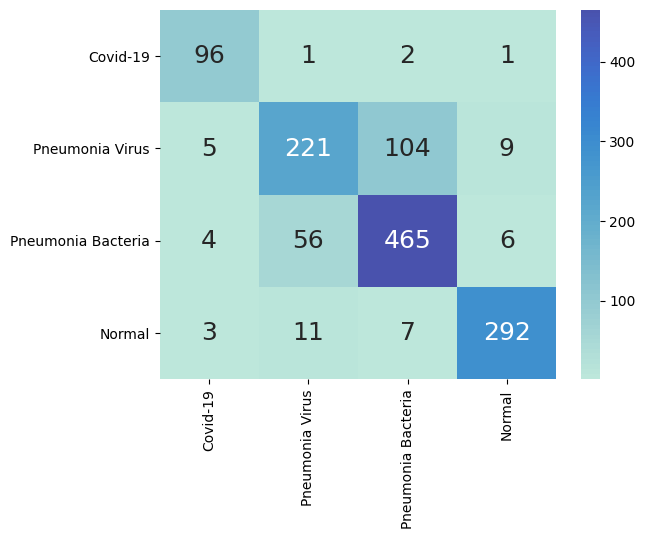 Covid-19 96 1 2 1
Pneumonia Virus 5 221 104 9
Pneumonia Bacteria 4 56 465 6
Normal 3 11 7 292
Covid-19
Pneumonia Virus
Pneumonia Bacteria
Normal
400
300
200
100